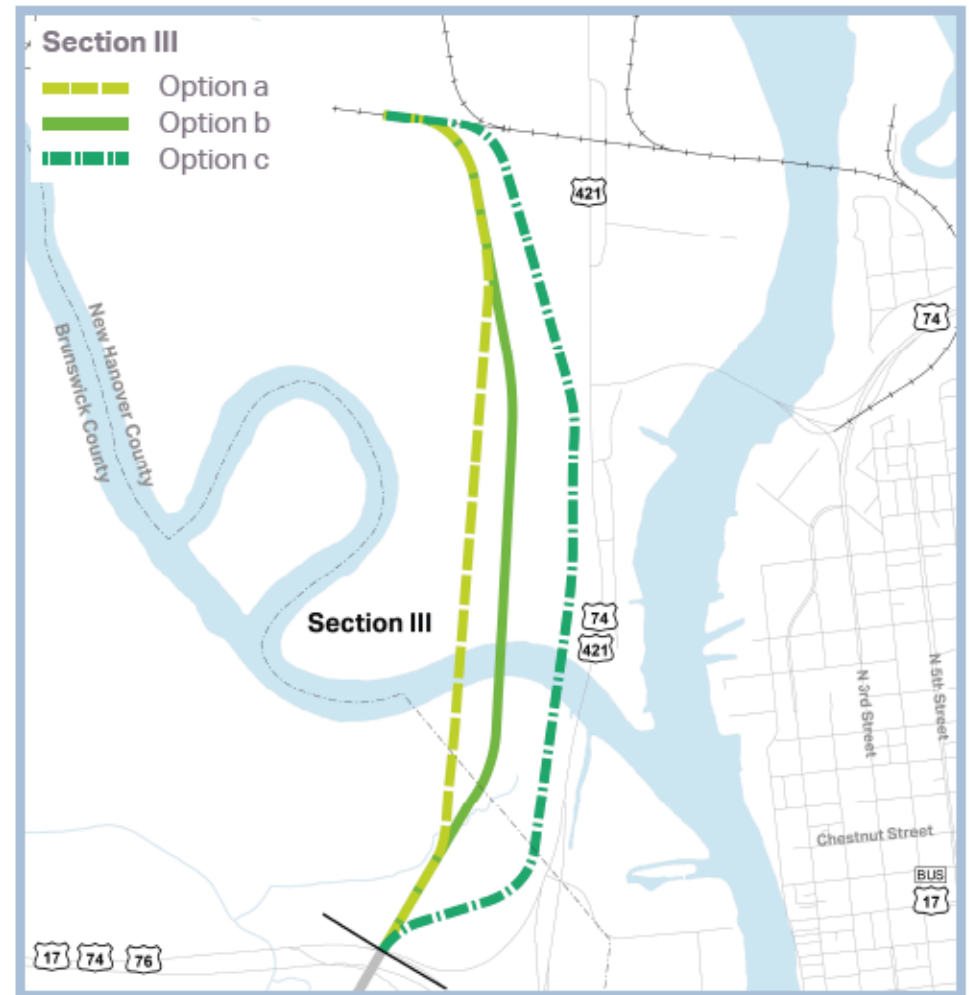 Section III
Option a
Option b
Option c
421
74
New Hanover County
Brunswick County
Section III
74
421
N 3rd Street
N 5th Street
Chestnut Street
BUS
17
17 74 76